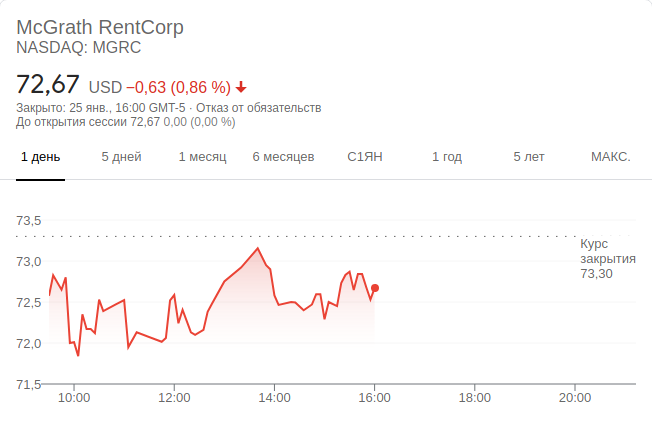 McGrath RentCorp
NASDAQ: MGRC
72,67 USD −0,63 (0,86 %)
Закрыто: 25 янв., 16:00 GMT-5 · Отказ от обязательств
До открытия сессии 72,67 0,00 (0,00 %)
1 день 5 дней 1 месяц 6 месяцев С1ЯН 1 год 5 лет МАКС.
73,5
Курс
закрытия
73,30
73,0
72,5
72,0
71,5
10:00 12:00 14:00 16:00 18:00 20:00